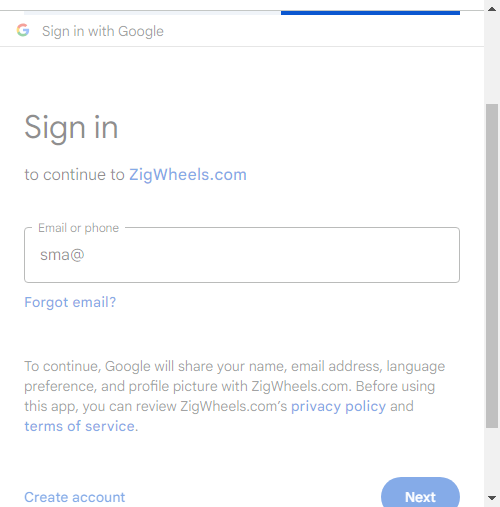 Sign in with Google
Sign in
to continue to ZigWheels.com
Email or phone
sma@
Forgot email?
To continue, Google will share your name, email address, language
preference, and profile picture with ZigWheels.com. Before using
this app, you can review ZigWheels.com’s privacy policy and
terms of service.
Create account
Next